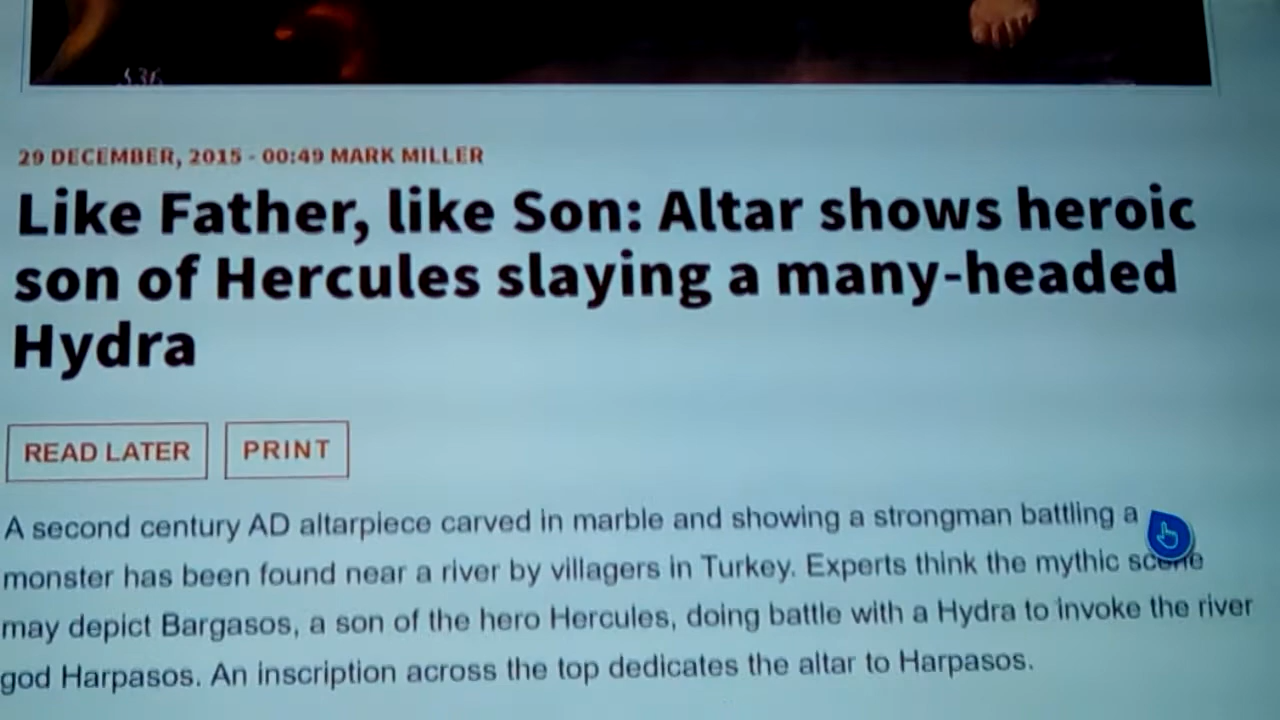 29 DECEMBER, 2015 - 00:49 MARK MILLER
Like Father, like Son: Altar shows heroic
son of Hercules slaying a many-headed
Hydra
READ LATER PRINT
A second century AD altarpiece carved in marble and showing a strongman battling a
monster has been found near a river by villagers in Turkey. Experts think the mythic scene
may depict Bargasos, a son of the hero Hercules, doing battle with a Hydra to invoke the river
god Harpasos. An inscription across the top dedicates the altar to Harpasos.